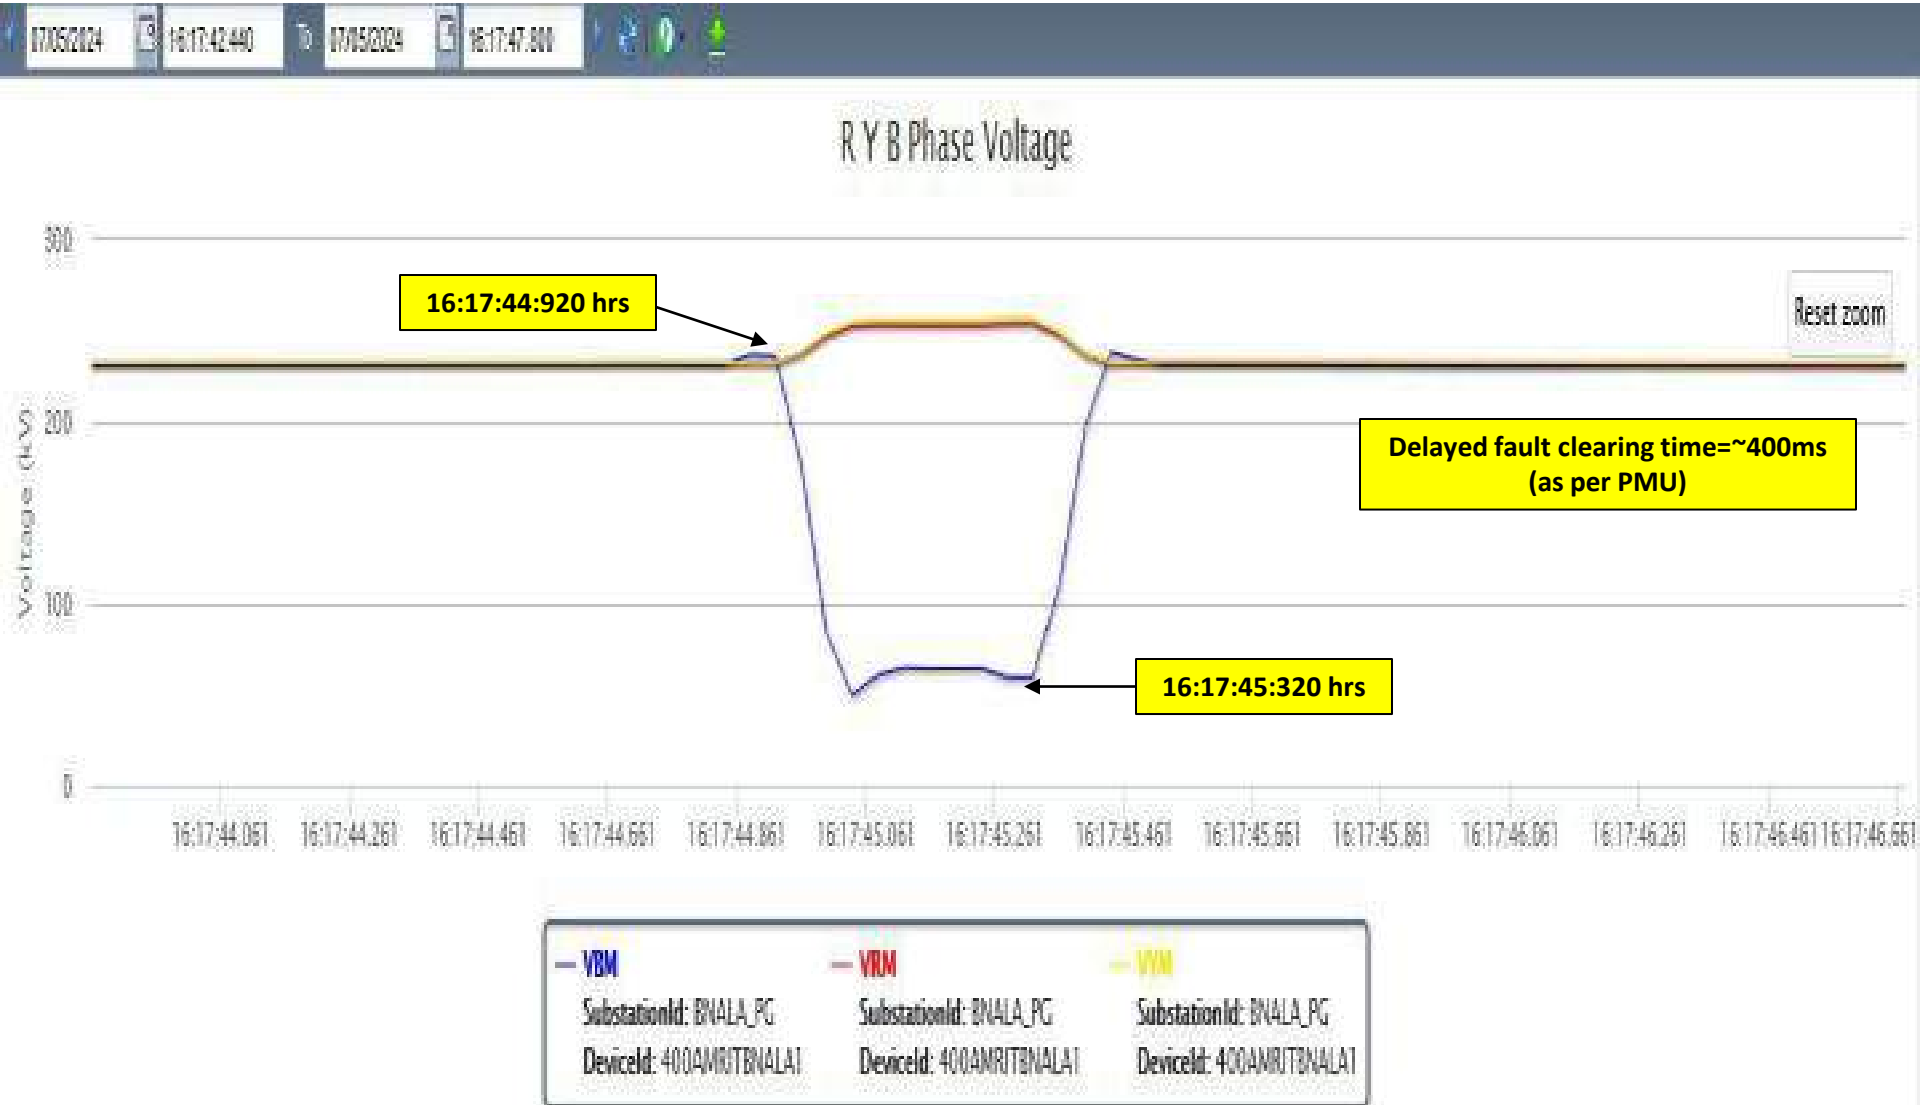 07/05/2024 16:17:42.440 To 07/05/2024 16:17:47.800
R Y B Phase Voltage
300
16:17:44:920 hrs
Reset zoom
200
Delayed fault clearing time=~400ms
(as per PMU)
Voltage (kV)
100
16:17:45:320 hrs
0
16:17:44.061 16:17:44.261 16:17:44.461 16:17:44.661 16:17:44.861 16:17:45.061 16:17:45.261 16:17:45.461 16:17:45.661 16:17:45.861 16:17:46.061 16:17:46.261 16:17:46.461 16:17:46.661
VBM VRM VYM
SubstationId: BNALA_PG SubstationId: BNALA_PG SubstationId: BNALA_PG
DeviceId: 400AMRITBNALA1 DeviceId: 400AMRITBNALA1 DeviceId: 400AMRITBNALA1